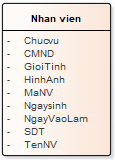 Nhan vien
- Chucvu
- CMND
- GioiTinh
- HinhAnh
- MaNV
- Ngaysinh
- NgayVaoLam
- SDT
- TenNV